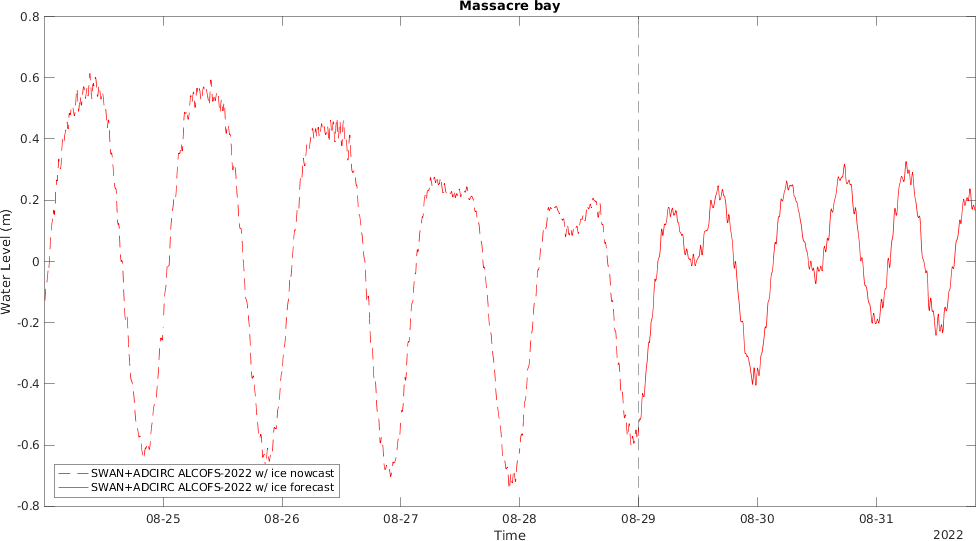 Massacre bay
0.8
0.6
0.4
0.2
0
-0.2
-0.4
-0.6
-0.8
Water Level (m)
SWAN+ADCIRC ALCOFS-2022 w/ ice nowcast
SWAN+ADCIRC ALCOFS-2022 w/ ice forecast
08-25 08-26 08-27 08-28 08-29 08-30 08-31
Time
2022